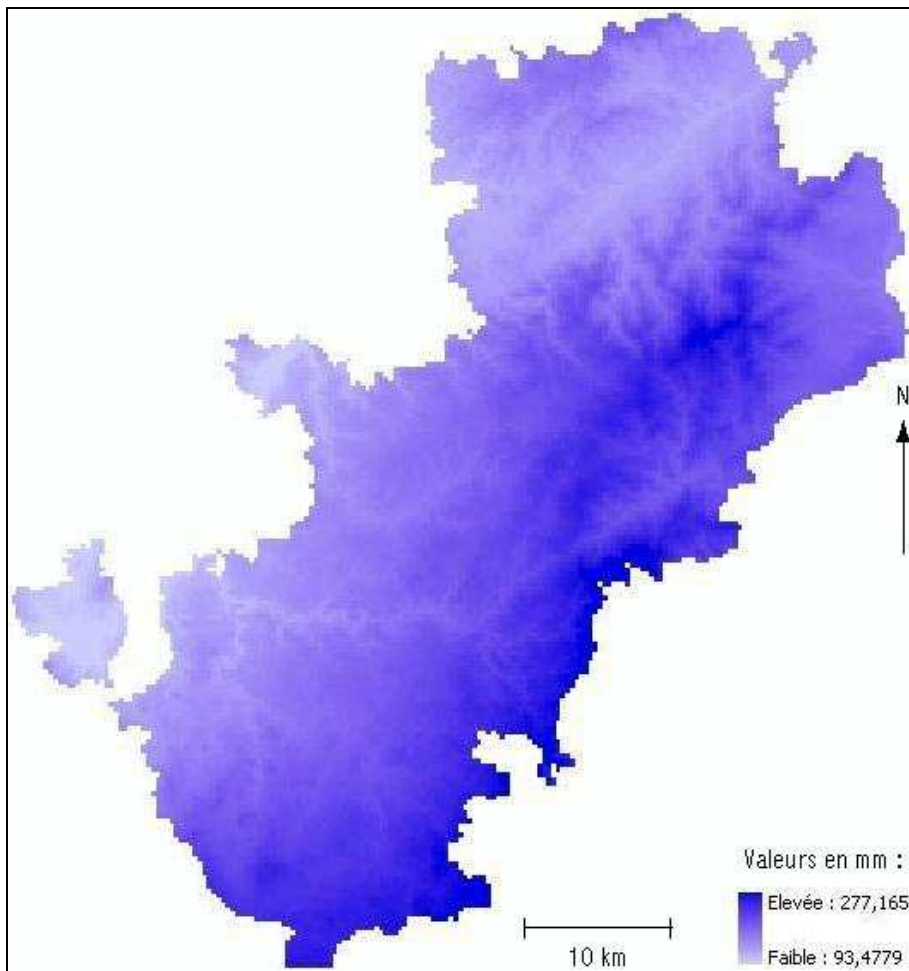 N
Valeurs en mm :
Elevée : 277,165
Faible : 93,4779
10 km